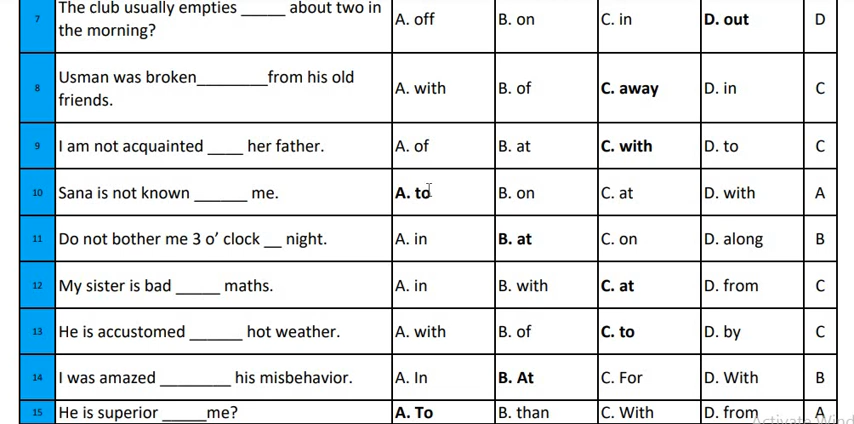 7 The club usually empties _____ about two in A. off B. on C. in D. out D
the morning?
8 Usman was broken________from his old A. with B. of C. away D. in C
friends.
9 I am not acquainted ____ her father. A. of B. at C. with D. to C
10 Sana is not known ______ me. A. to B. on C. at D. with A
11 Do not bother me 3 o’ clock __ night. A. in B. at C. on D. along B
12 My sister is bad _____ maths. A. in B. with C. at D. from C
13 He is accustomed ______ hot weather. A. with B. of C. to D. by C
14 I was amazed ________ his misbehavior. A. In B. At C. For D. With B
15 He is superior _____me? A. To B. than C. With D. from A